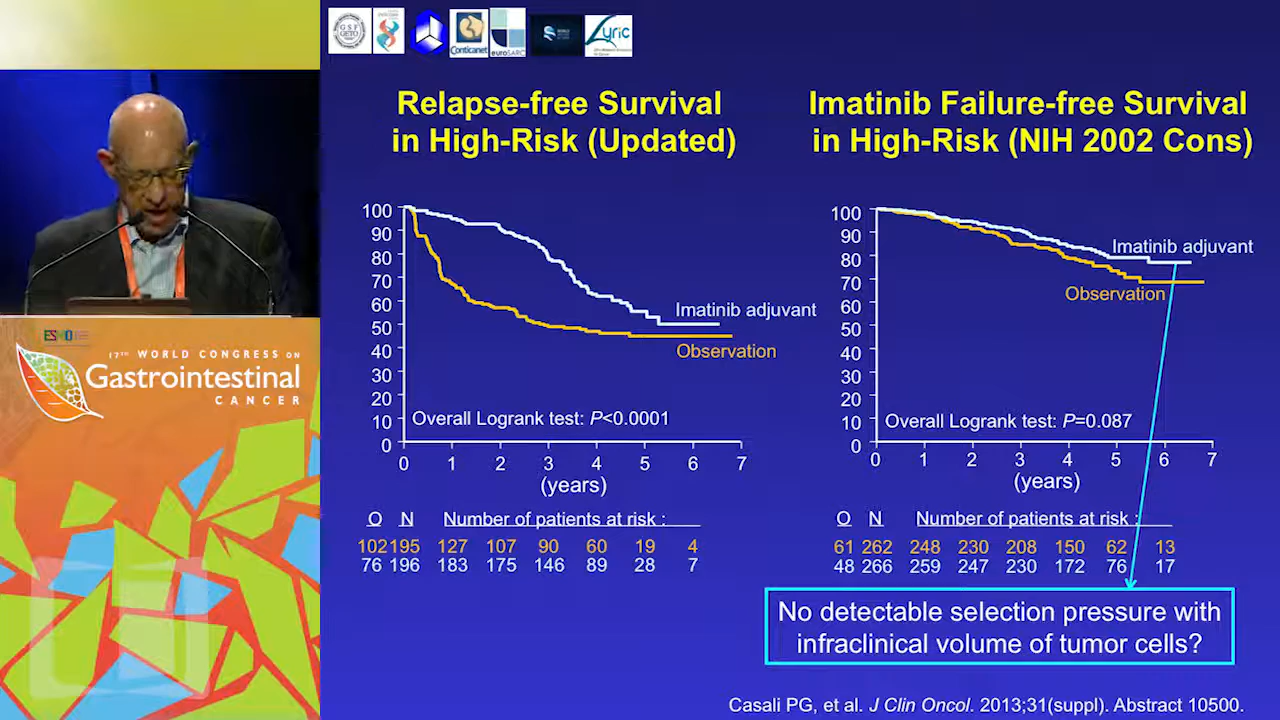 GSF
GETO
Conticanet
euroSARC
Lyric
Relapse-free Survival
in High-Risk (Updated)
100
90
80
70
60
50
40
30
20
10
0
Imatinib adjuvant
Observation
Overall Logrank test: P<0.0001
0 1 2 3 4 5 6 7
(years)
O N Number of patients at risk :
102 195 127 107 90 60 19 4
76 196 183 175 146 89 28 7
Imatinib Failure-free Survival
in High-Risk (NIH 2002 Cons)
100
90
80
70
60
50
40
30
20
10
0
Imatinib adjuvant
Observation
Overall Logrank test: P=0.087
0 1 2 3 4 5 6 7
(years)
O N Number of patients at risk :
61 262 248 230 208 150 62 13
48 266 259 247 230 172 76 17
No detectable selection pressure with
infraclinical volume of tumor cells?
Casali PG, et al. J Clin Oncol. 2013;31(suppl). Abstract 10500.
ESMO
17TH WORLD CONGRESS ON
Gastrointestinal
CANCER